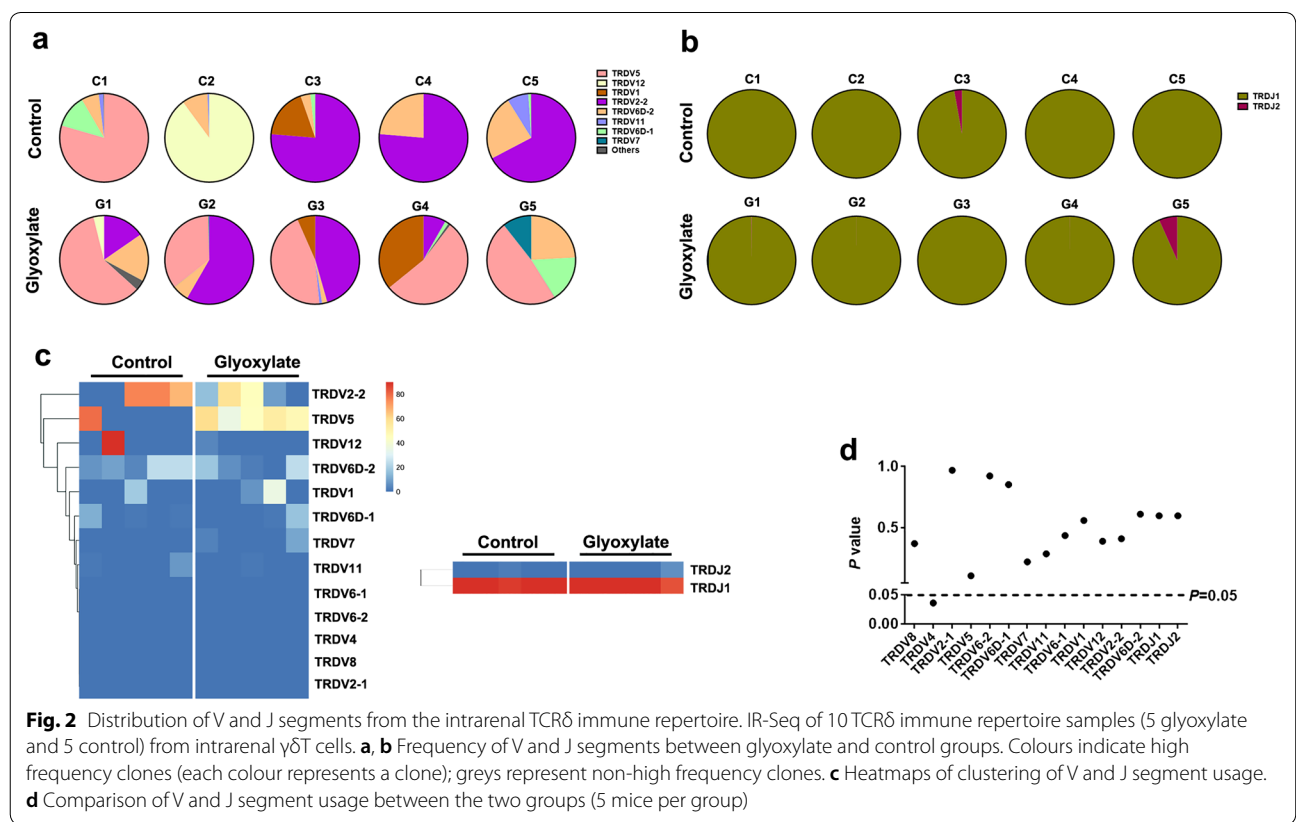 a
b
C1 C2 C3 C4 C5
Control
TRDV5
TRDV12
TRDV1
TRDV2-2
TRDV6D-2
TRDV11
TRDV6D-1
TRDV7
Others
G1 G2 G3 G4 G5
Glyoxylate
C1 C2 C3 C4 C5
Control
TRDJ1
TRDJ2
G1 G2 G3 G4 G5
Glyoxylate
c
Control Glyoxylate
TRDV2-2
TRDV5
TRDV12
TRDV6D-2
TRDV1
TRDV6D-1
TRDV7
TRDV11
TRDV6-1
TRDV6-2
TRDV4
TRDV8
TRDV2-1
80
60
40
20
0
Control Glyoxylate
TRDJ2
TRDJ1
d
P value
1.0
0.5
0.05
0.00
P=0.05
TRDV8
TRDV4
TRDV2-1
TRDV5
TRDV6-2
TRDV6D-1
TRDV7
TRDV11
TRDV6-1
TRDV1
TRDV12
TRDV2-2
TRDV6D-2
TRDJ1
TRDJ2
Fig. 2 Distribution of V and J segments from the intrarenal TCRδ immune repertoire. IR-Seq of 10 TCRδ immune repertoire samples (5 glyoxylate
and 5 control) from intrarenal γδT cells. a, b Frequency of V and J segments between glyoxylate and control groups. Colours indicate high
frequency clones (each colour represents a clone); greys represent non-high frequency clones. c Heatmaps of clustering of V and J segment usage.
d Comparison of V and J segment usage between the two groups (5 mice per group)